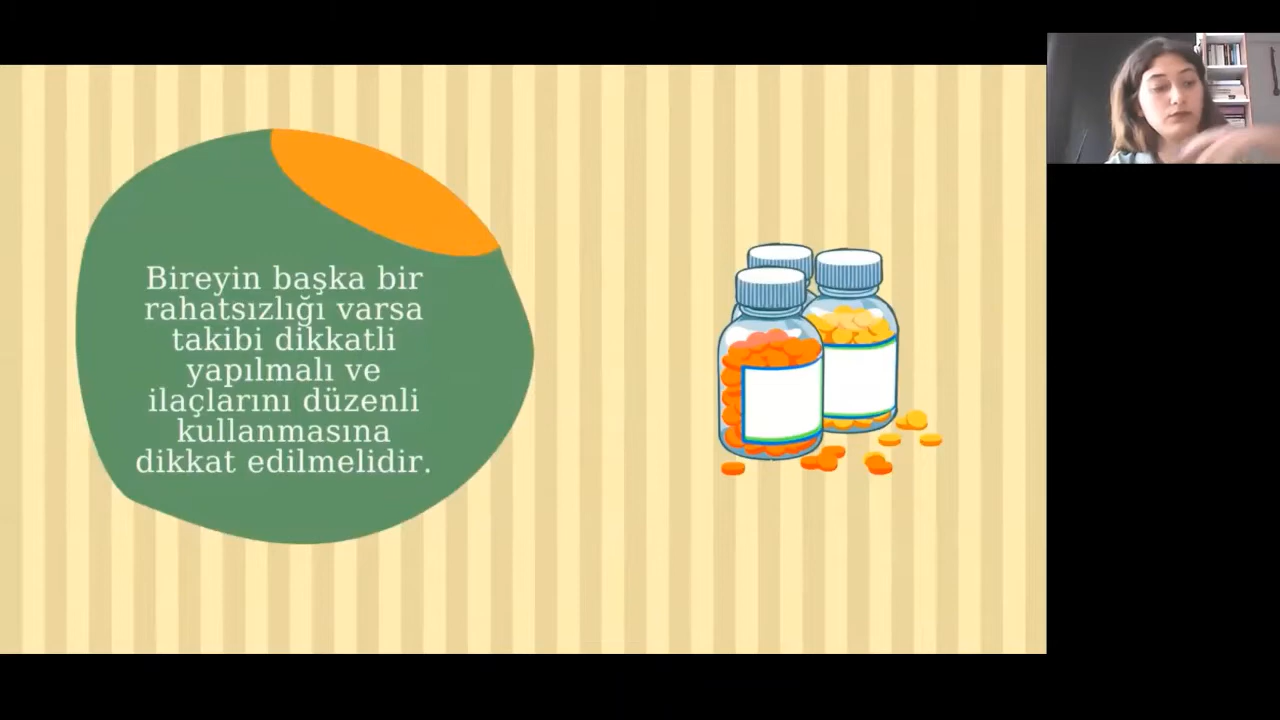 Bireyin başka bir
rahatsızlığı varsa
takibi dikkatli
yapılmalı ve
ilaçlarını düzenli
kullanmasına
dikkat edilmelidir.